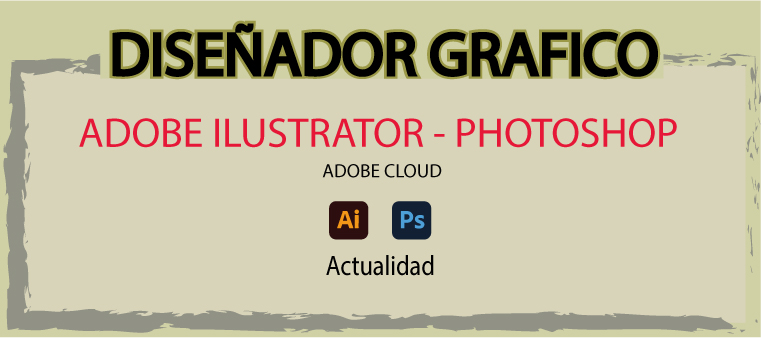 DISEÑADOR GRAFICO
ADOBE ILUSTRATOR - PHOTOSHOP
ADOBE CLOUD
Ai Ps
Actualidad